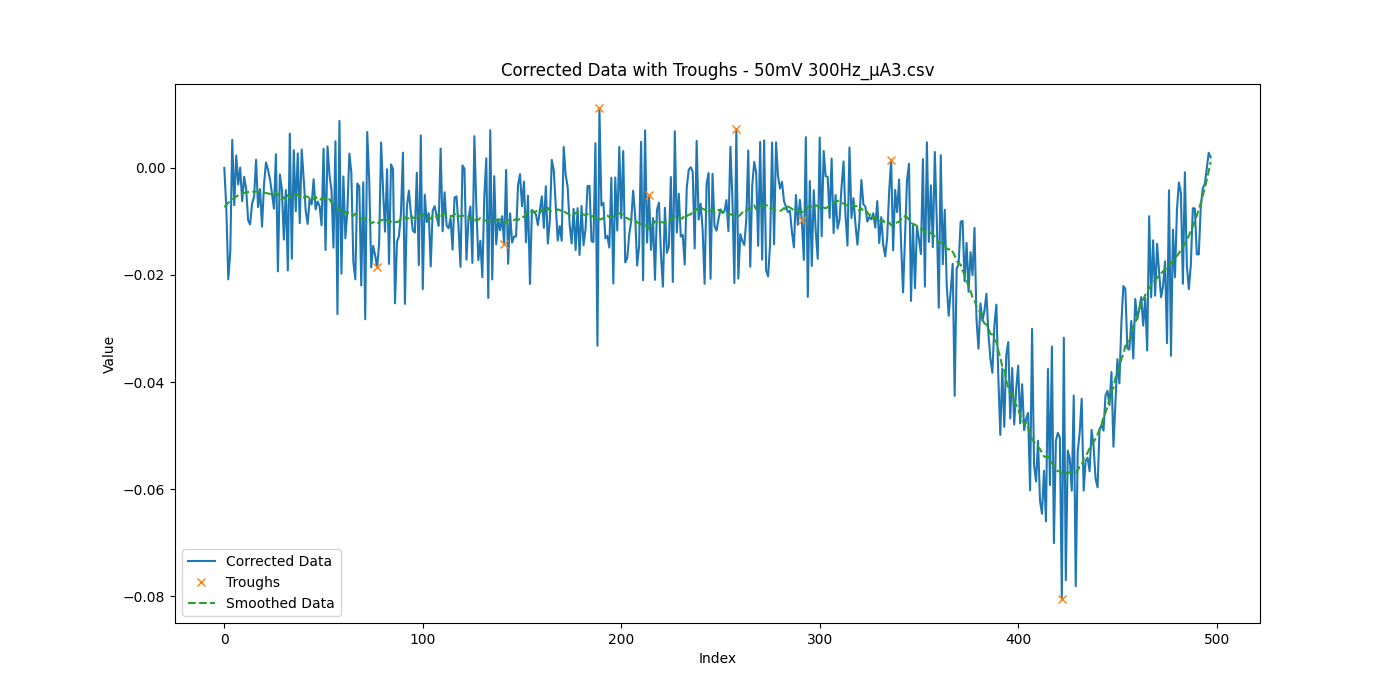 Corrected Data with Troughs - 50mV 300Hz_μA3.csv
Value
0.00
−0.02
−0.04
−0.06
−0.08
Corrected Data
Troughs
Smoothed Data
0
100
200
300
400
500
Index